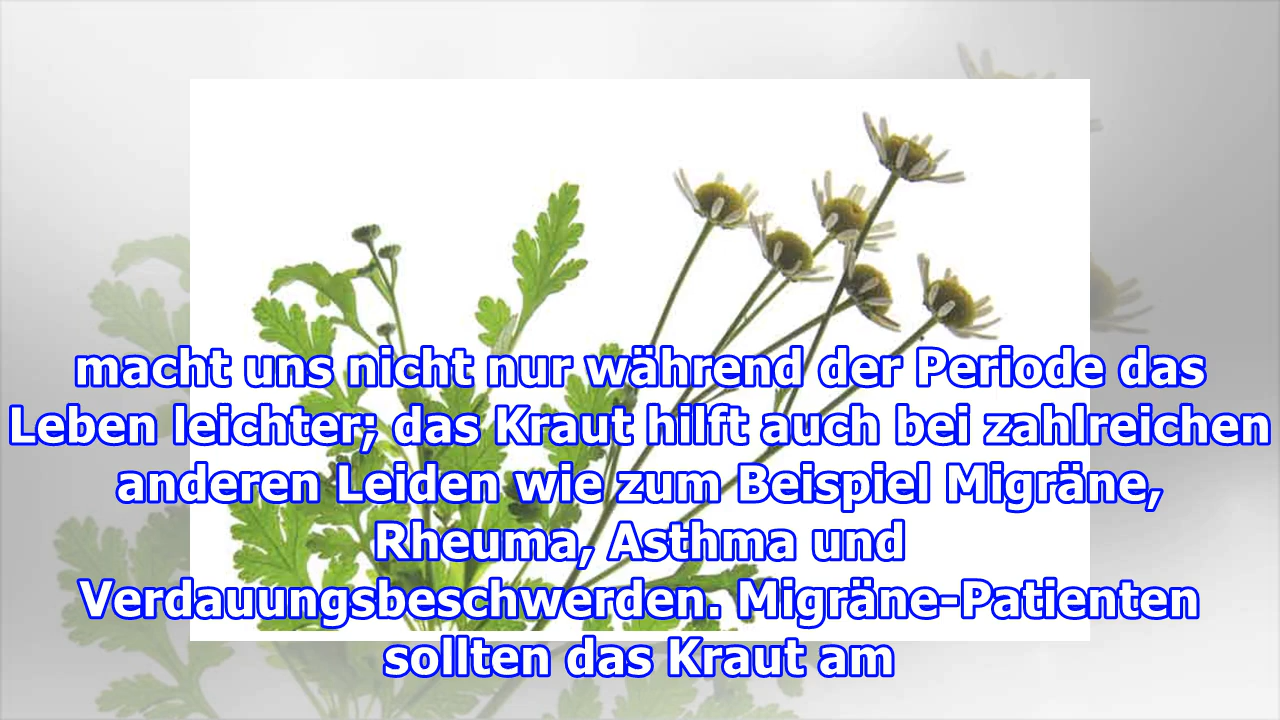 macht uns nicht nur während der Periode das
Leben leichter; das Kraut hilft auch bei zahlreichen
anderen Leiden wie zum Beispiel Migräne,
Rheuma, Asthma und
Verdauungsbeschwerden. Migräne-Patienten
sollten das Kraut am